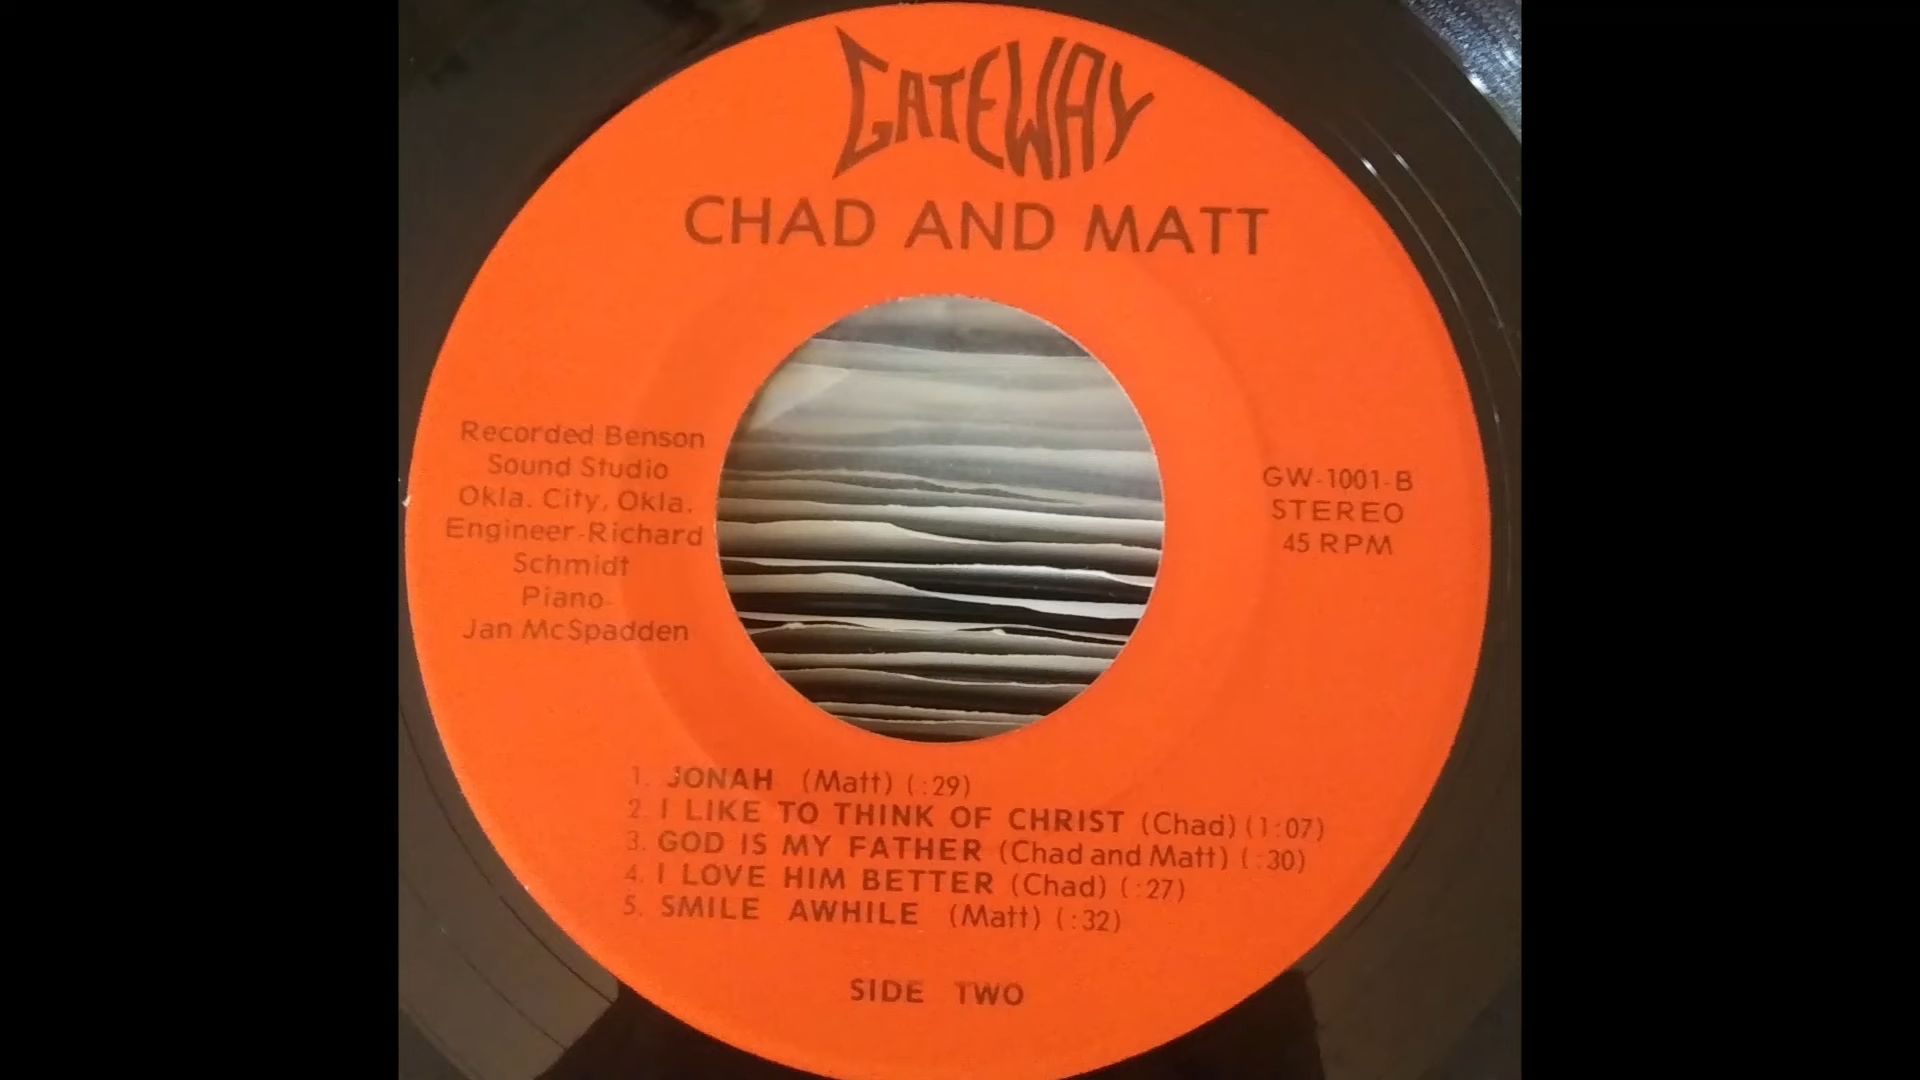 GATEWAY
CHAD AND MATT
Recorded Benson
Sound Studio
Okla. City, Okla.
Engineer-Richard
Schmidt
Piano-
Jan McSpadden
GW-1001-B
STEREO
45 RPM
1. JONAH (Matt) (:29)
2. I LIKE TO THINK OF CHRIST (Chad) (1:07)
3. GOD IS MY FATHER (Chad and Matt) (:30)
4. I LOVE HIM BETTER (Chad) (:27)
5. SMILE AWHILE (Matt) (:32)
SIDE TWO